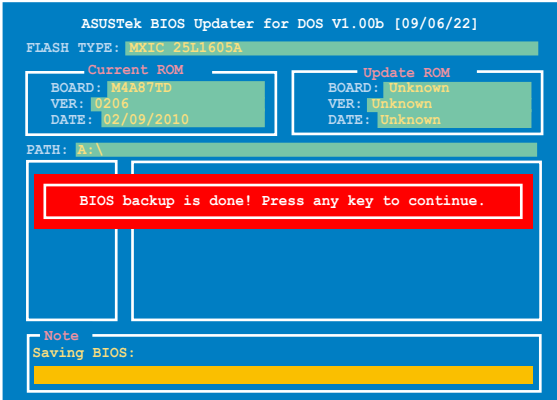 ASUSTek BIOS Updater for DOS V1.00b [09/06/22]
FLASH TYPE: MXIC 25L1605A
Current ROM
BOARD: M4A87TD
VER: 0206
DATE: 02/09/2010
Update ROM
BOARD: Unknown
VER: Unknown
DATE: Unknown
PATH: A:\
BIOS backup is done! Press any key to continue.
Note
Saving BIOS: